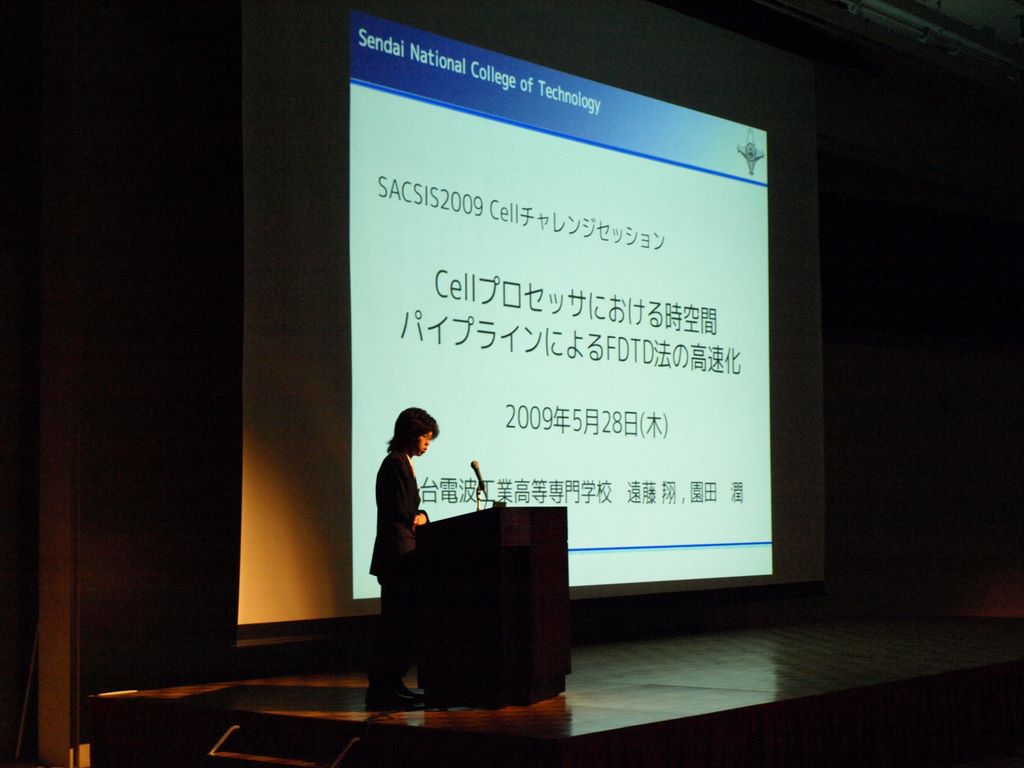 Sendai National College of Technology
SACSIS2009 Cellチャレンジセッション
Cellプロセッサにおける時空間
パイプラインによるFDTD法の高速化
2009年5月28日(木)
台電波工業高等専門学校 遠藤 翔 , 園田 潤